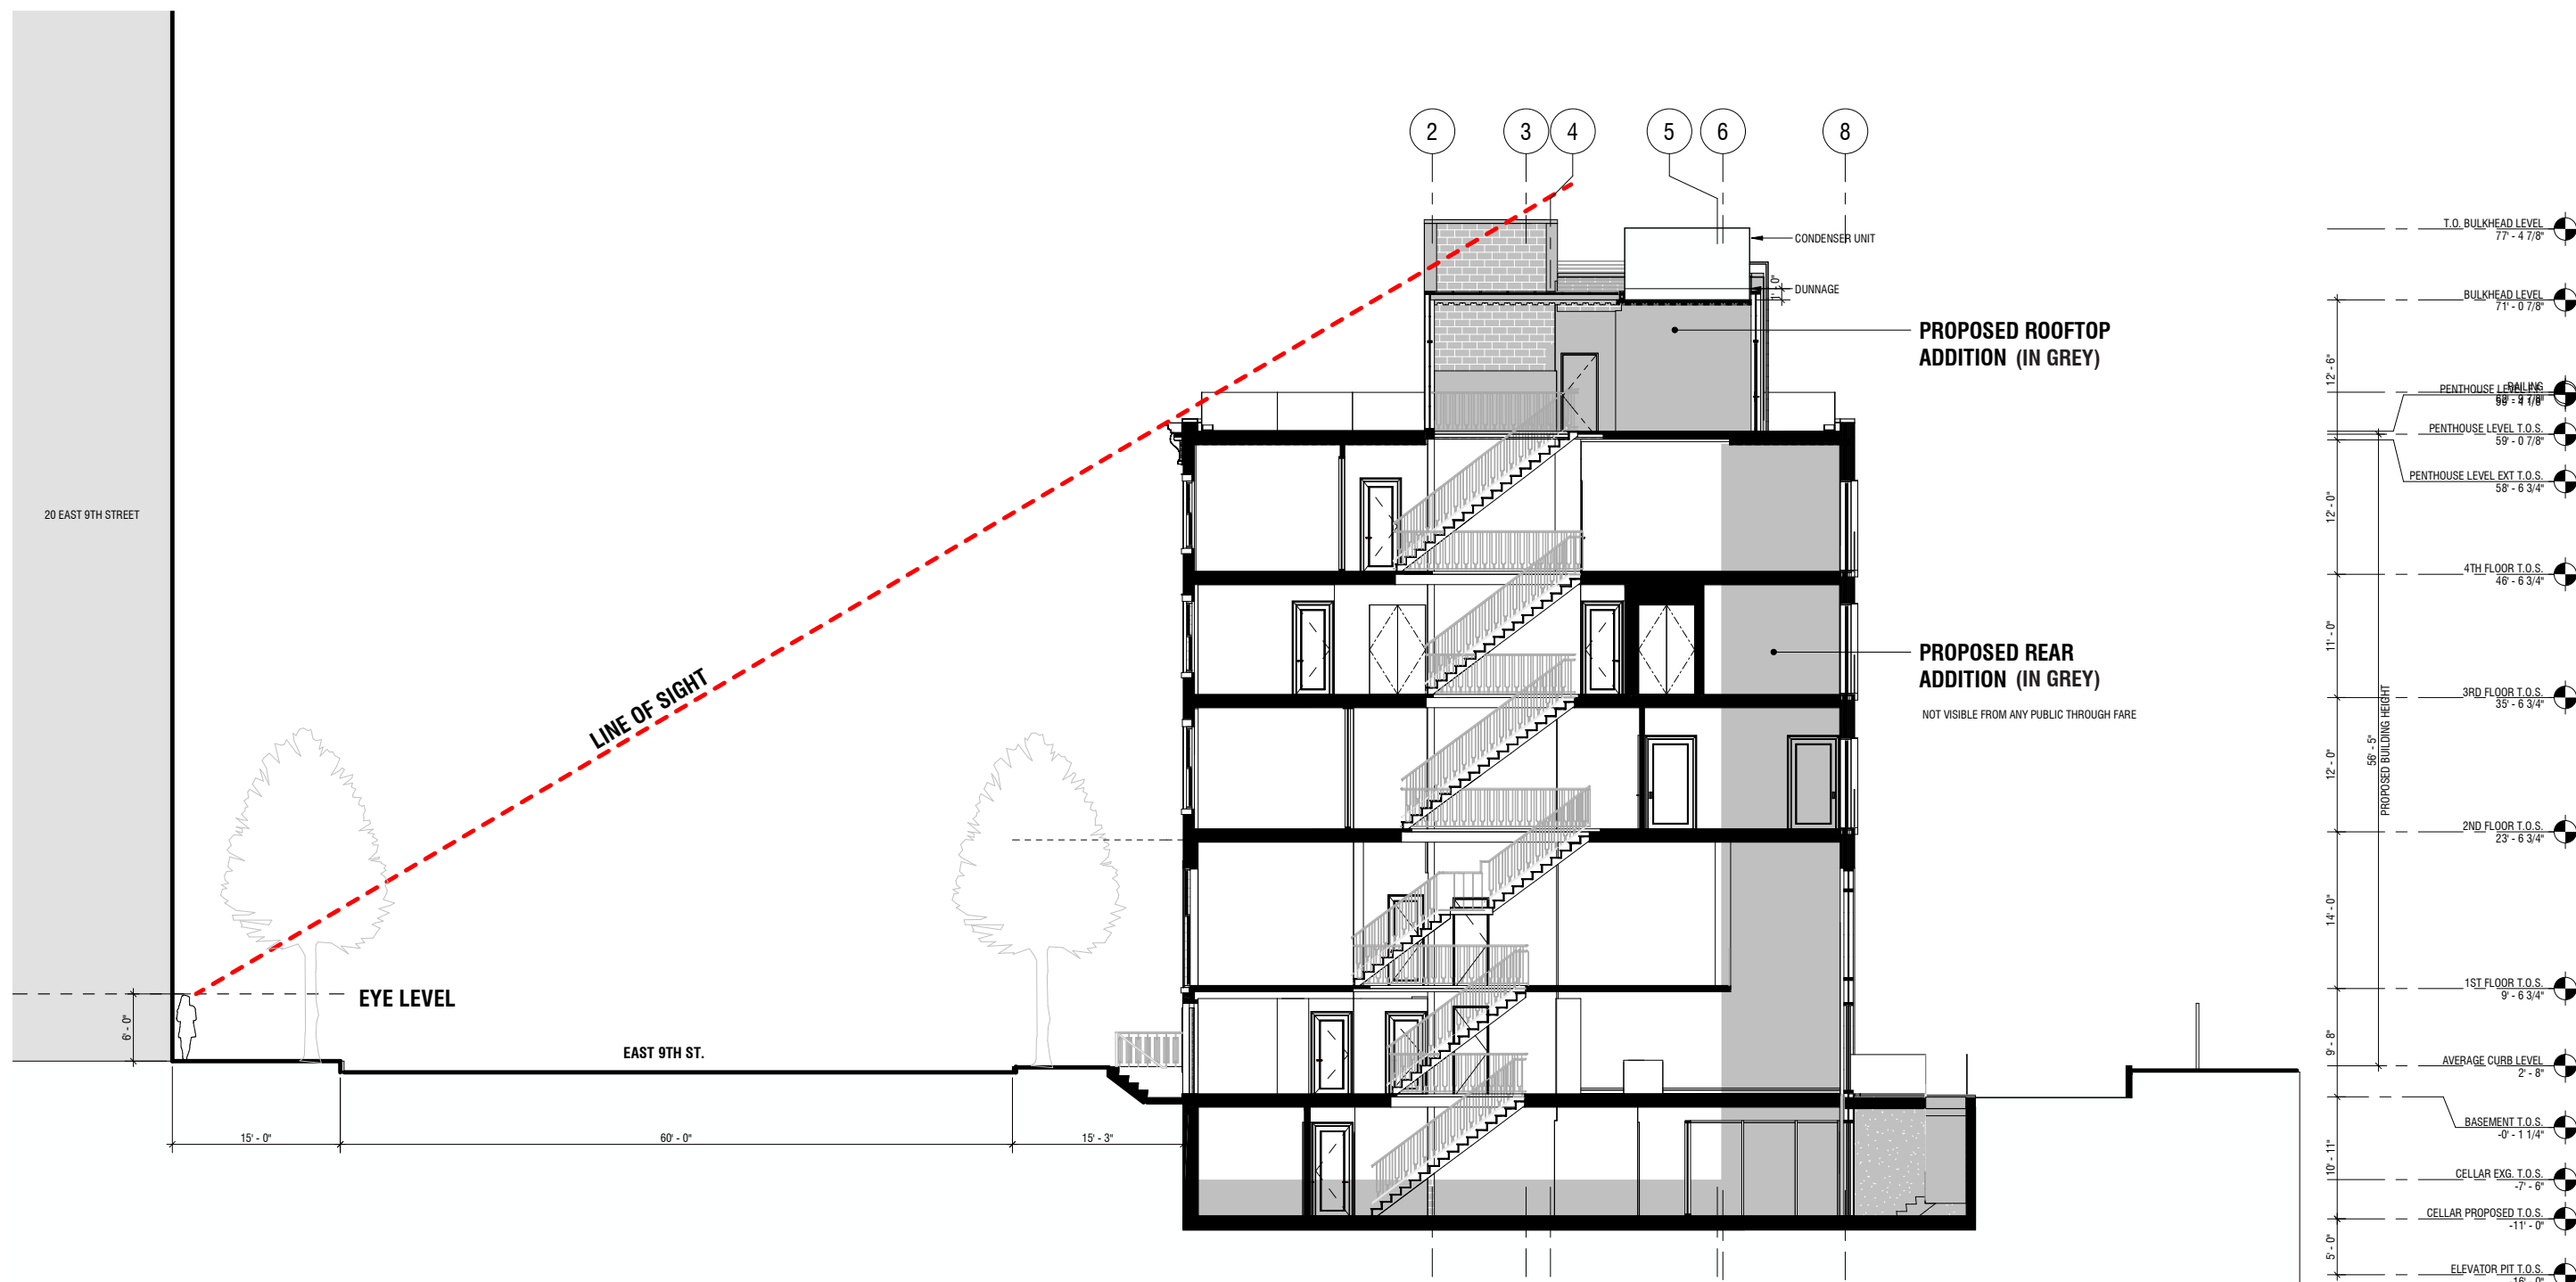 2
3
4
5
6
8
T.O. BULKHEAD LEVEL
77' - 4 7/8"
CONDENSER UNIT
DUNNAGE
1' - 0"
BULKHEAD LEVEL
71' - 0 7/8"
PROPOSED ROOFTOP
ADDITION (IN GREY)
12' - 6"
RAILING
PENTHOUSE LEVEL
PENTHOUSE LEVEL T.O.S.
59' - 0 7/8"
PENTHOUSE LEVEL EXT T.O.S.
58' - 6 3/4"
20 EAST 9TH STREET
12' - 0"
4TH FLOOR T.O.S.
46' - 6 3/4"
11' - 0"
PROPOSED REAR
ADDITION (IN GREY)
NOT VISIBLE FROM ANY PUBLIC THROUGH FARE
3RD FLOOR T.O.S.
35' - 6 3/4"
LINE OF SIGHT
12' - 0"
56' - 5"
PROPOSED BUILDING HEIGHT
2ND FLOOR T.O.S.
23' - 6 3/4"
14' - 0"
1ST FLOOR T.O.S.
9' - 6 3/4"
EYE LEVEL
6' - 0"
EAST 9TH ST.
9' - 8"
AVERAGE CURB LEVEL
2' - 8"
BASEMENT T.O.S.
-0' - 1 1/4"
15' - 0"
60' - 0"
15' - 3"
10' - 11"
CELLAR EXG. T.O.S.
-7' - 6"
CELLAR PROPOSED T.O.S.
-11' - 0"
5' - 0"
ELEVATOR PIT T.O.S.
-16' - 0"